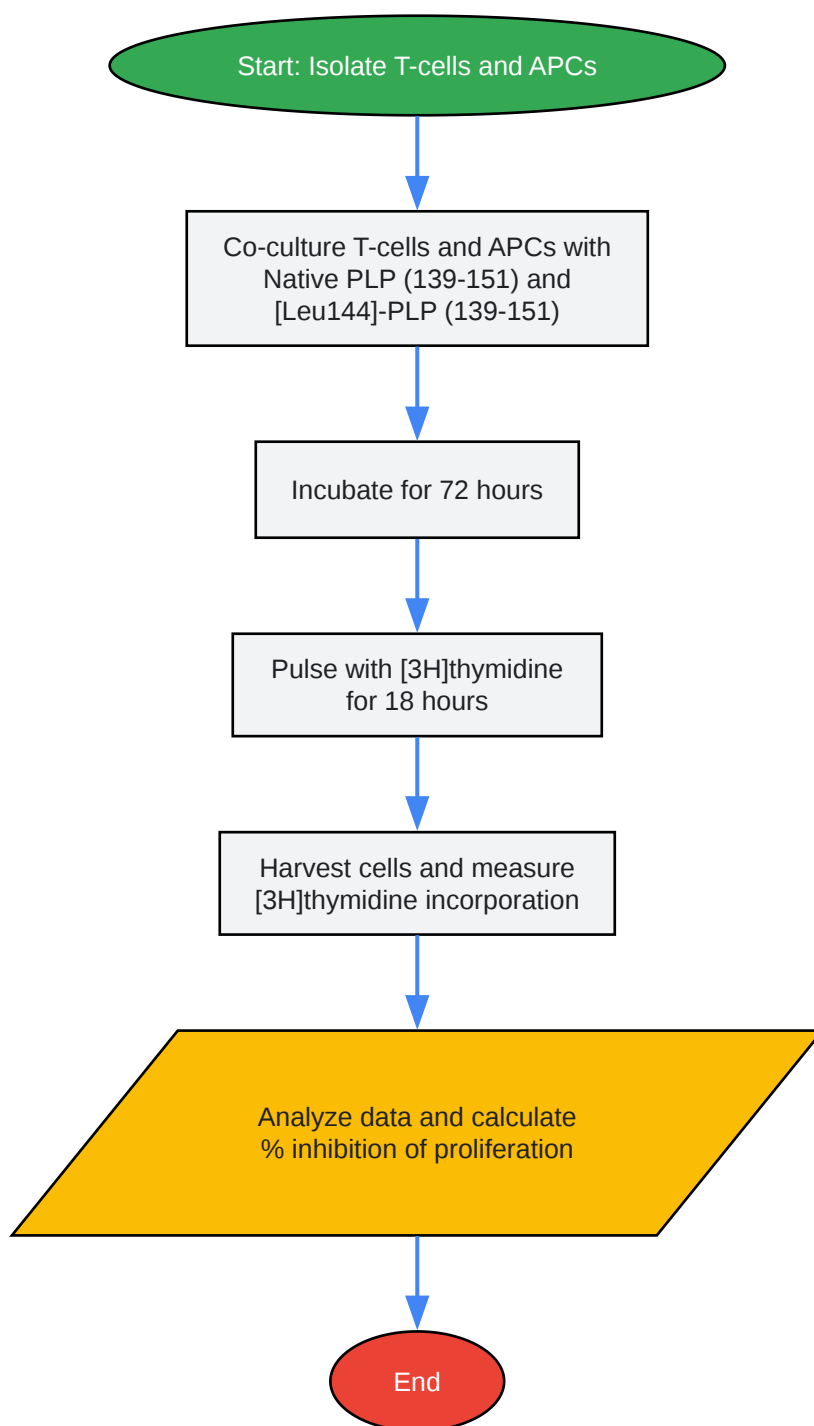 Start: Isolate T-cells and APCs
Co-culture T-cells and APCs with
Native PLP (139-151) and
[Leu144]-PLP (139-151)
Incubate for 72 hours
Pulse with [3H]thymidine
for 18 hours
Harvest cells and measure
[3H]thymidine incorporation
Analyze data and calculate
% inhibition of proliferation
End